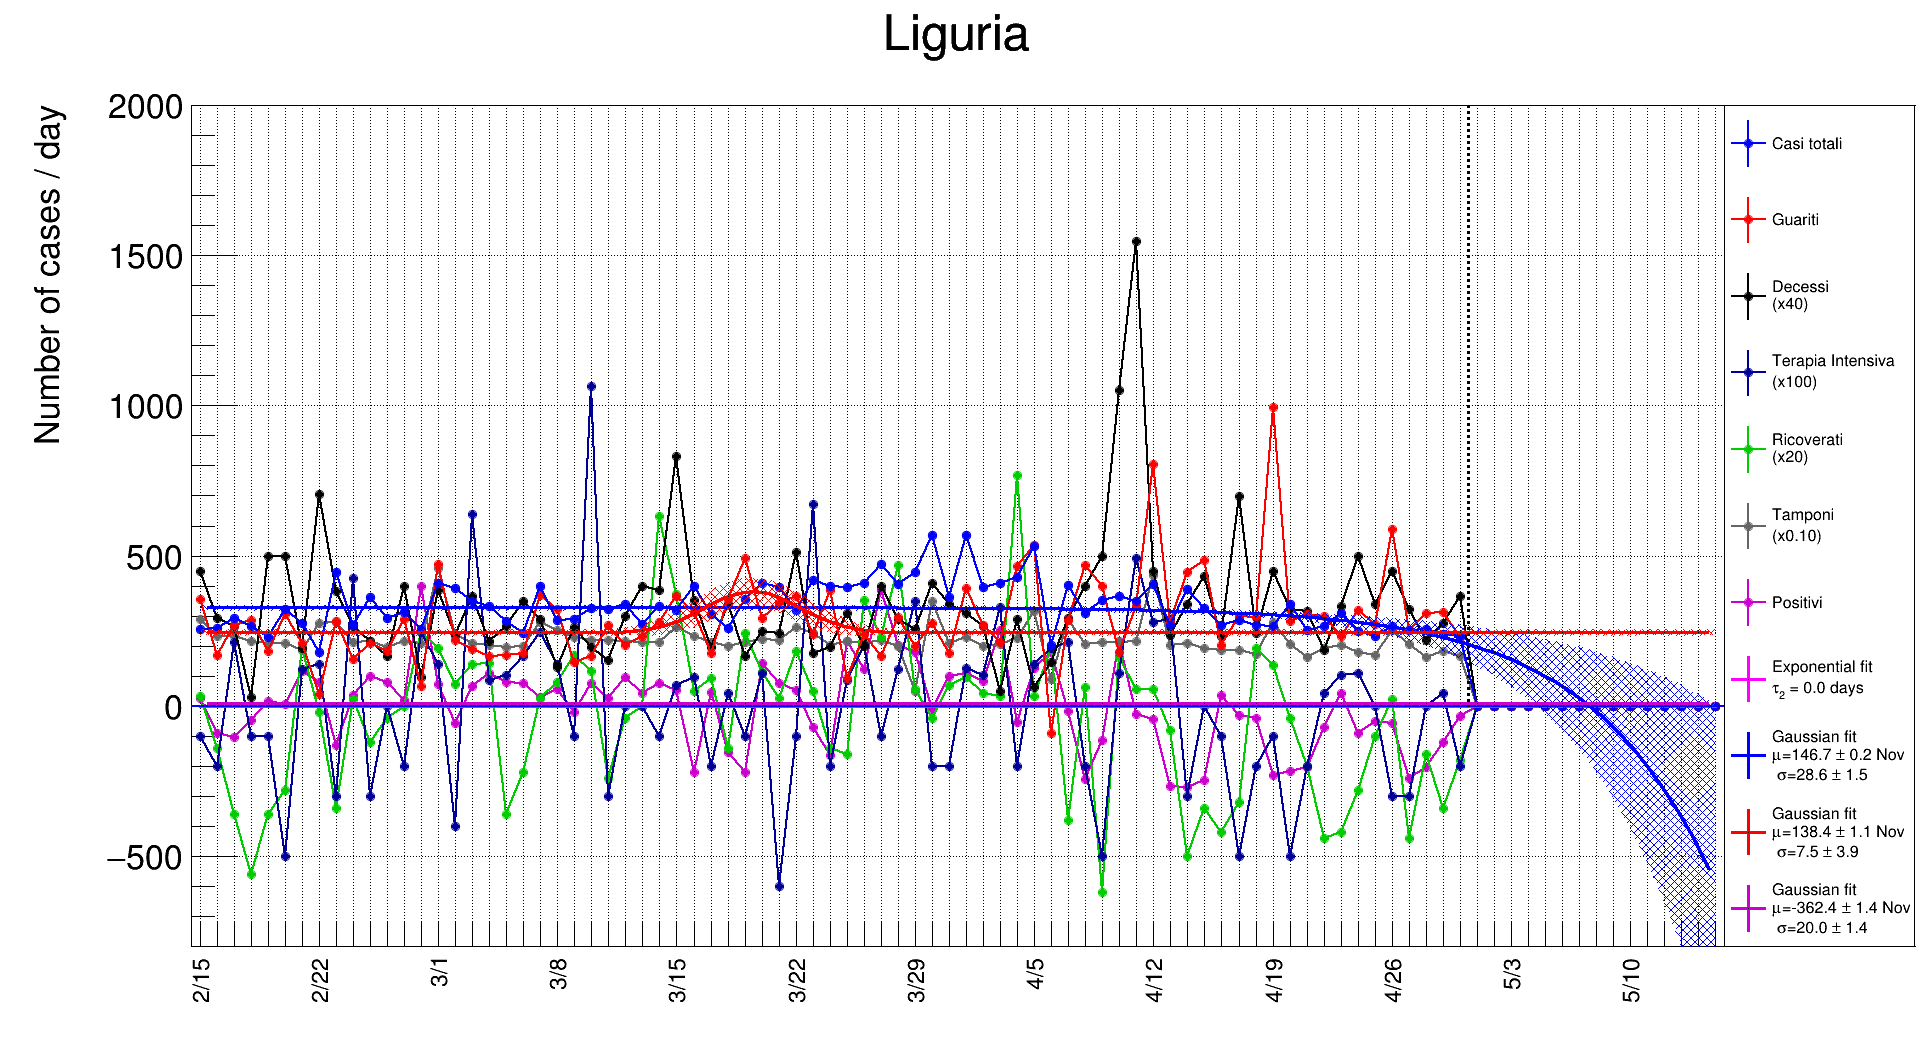 Liguria
Number of cases / day
2000
1500
1000
500
0
−500
2/15
2/22
3/1
3/8
3/15
3/22
3/29
4/5
4/12
4/19
4/26
5/3
5/10
Casi totali
Guariti
Decessi
(x40)
Terapia Intensiva
(x100)
Ricoverati
(x20)
Tamponi
(x0.10)
Positivi
Exponential fit
τ2 = 0.0 days
Gaussian fit
μ=146.7 ± 0.2 Nov
σ=28.6 ± 1.5
Gaussian fit
μ=138.4 ± 1.1 Nov
σ=7.5 ± 3.9
Gaussian fit
μ=-362.4 ± 1.4 Nov
σ=20.0 ± 1.4